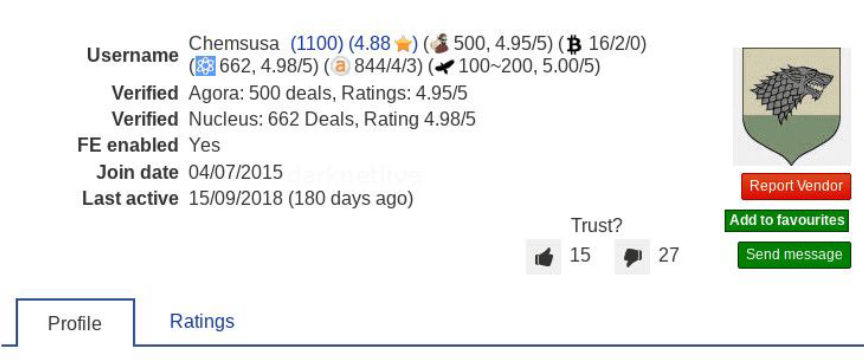 Username Chemsusa (1100) (4.88 ) ( 500, 4.95/5) ( 16/2/0)
( 662, 4.98/5) ( 844/4/3) ( 100~200, 5.00/5)
Verified Agora: 500 deals, Ratings: 4.95/5
Verified Nucleus: 662 Deals, Rating 4.98/5
FE enabled Yes
Join date 04/07/2015
darknetlive
Last active 15/09/2018 (180 days ago)
Report Vendor
Add to favourites
Send message
Trust?
15 27
Profile Ratings